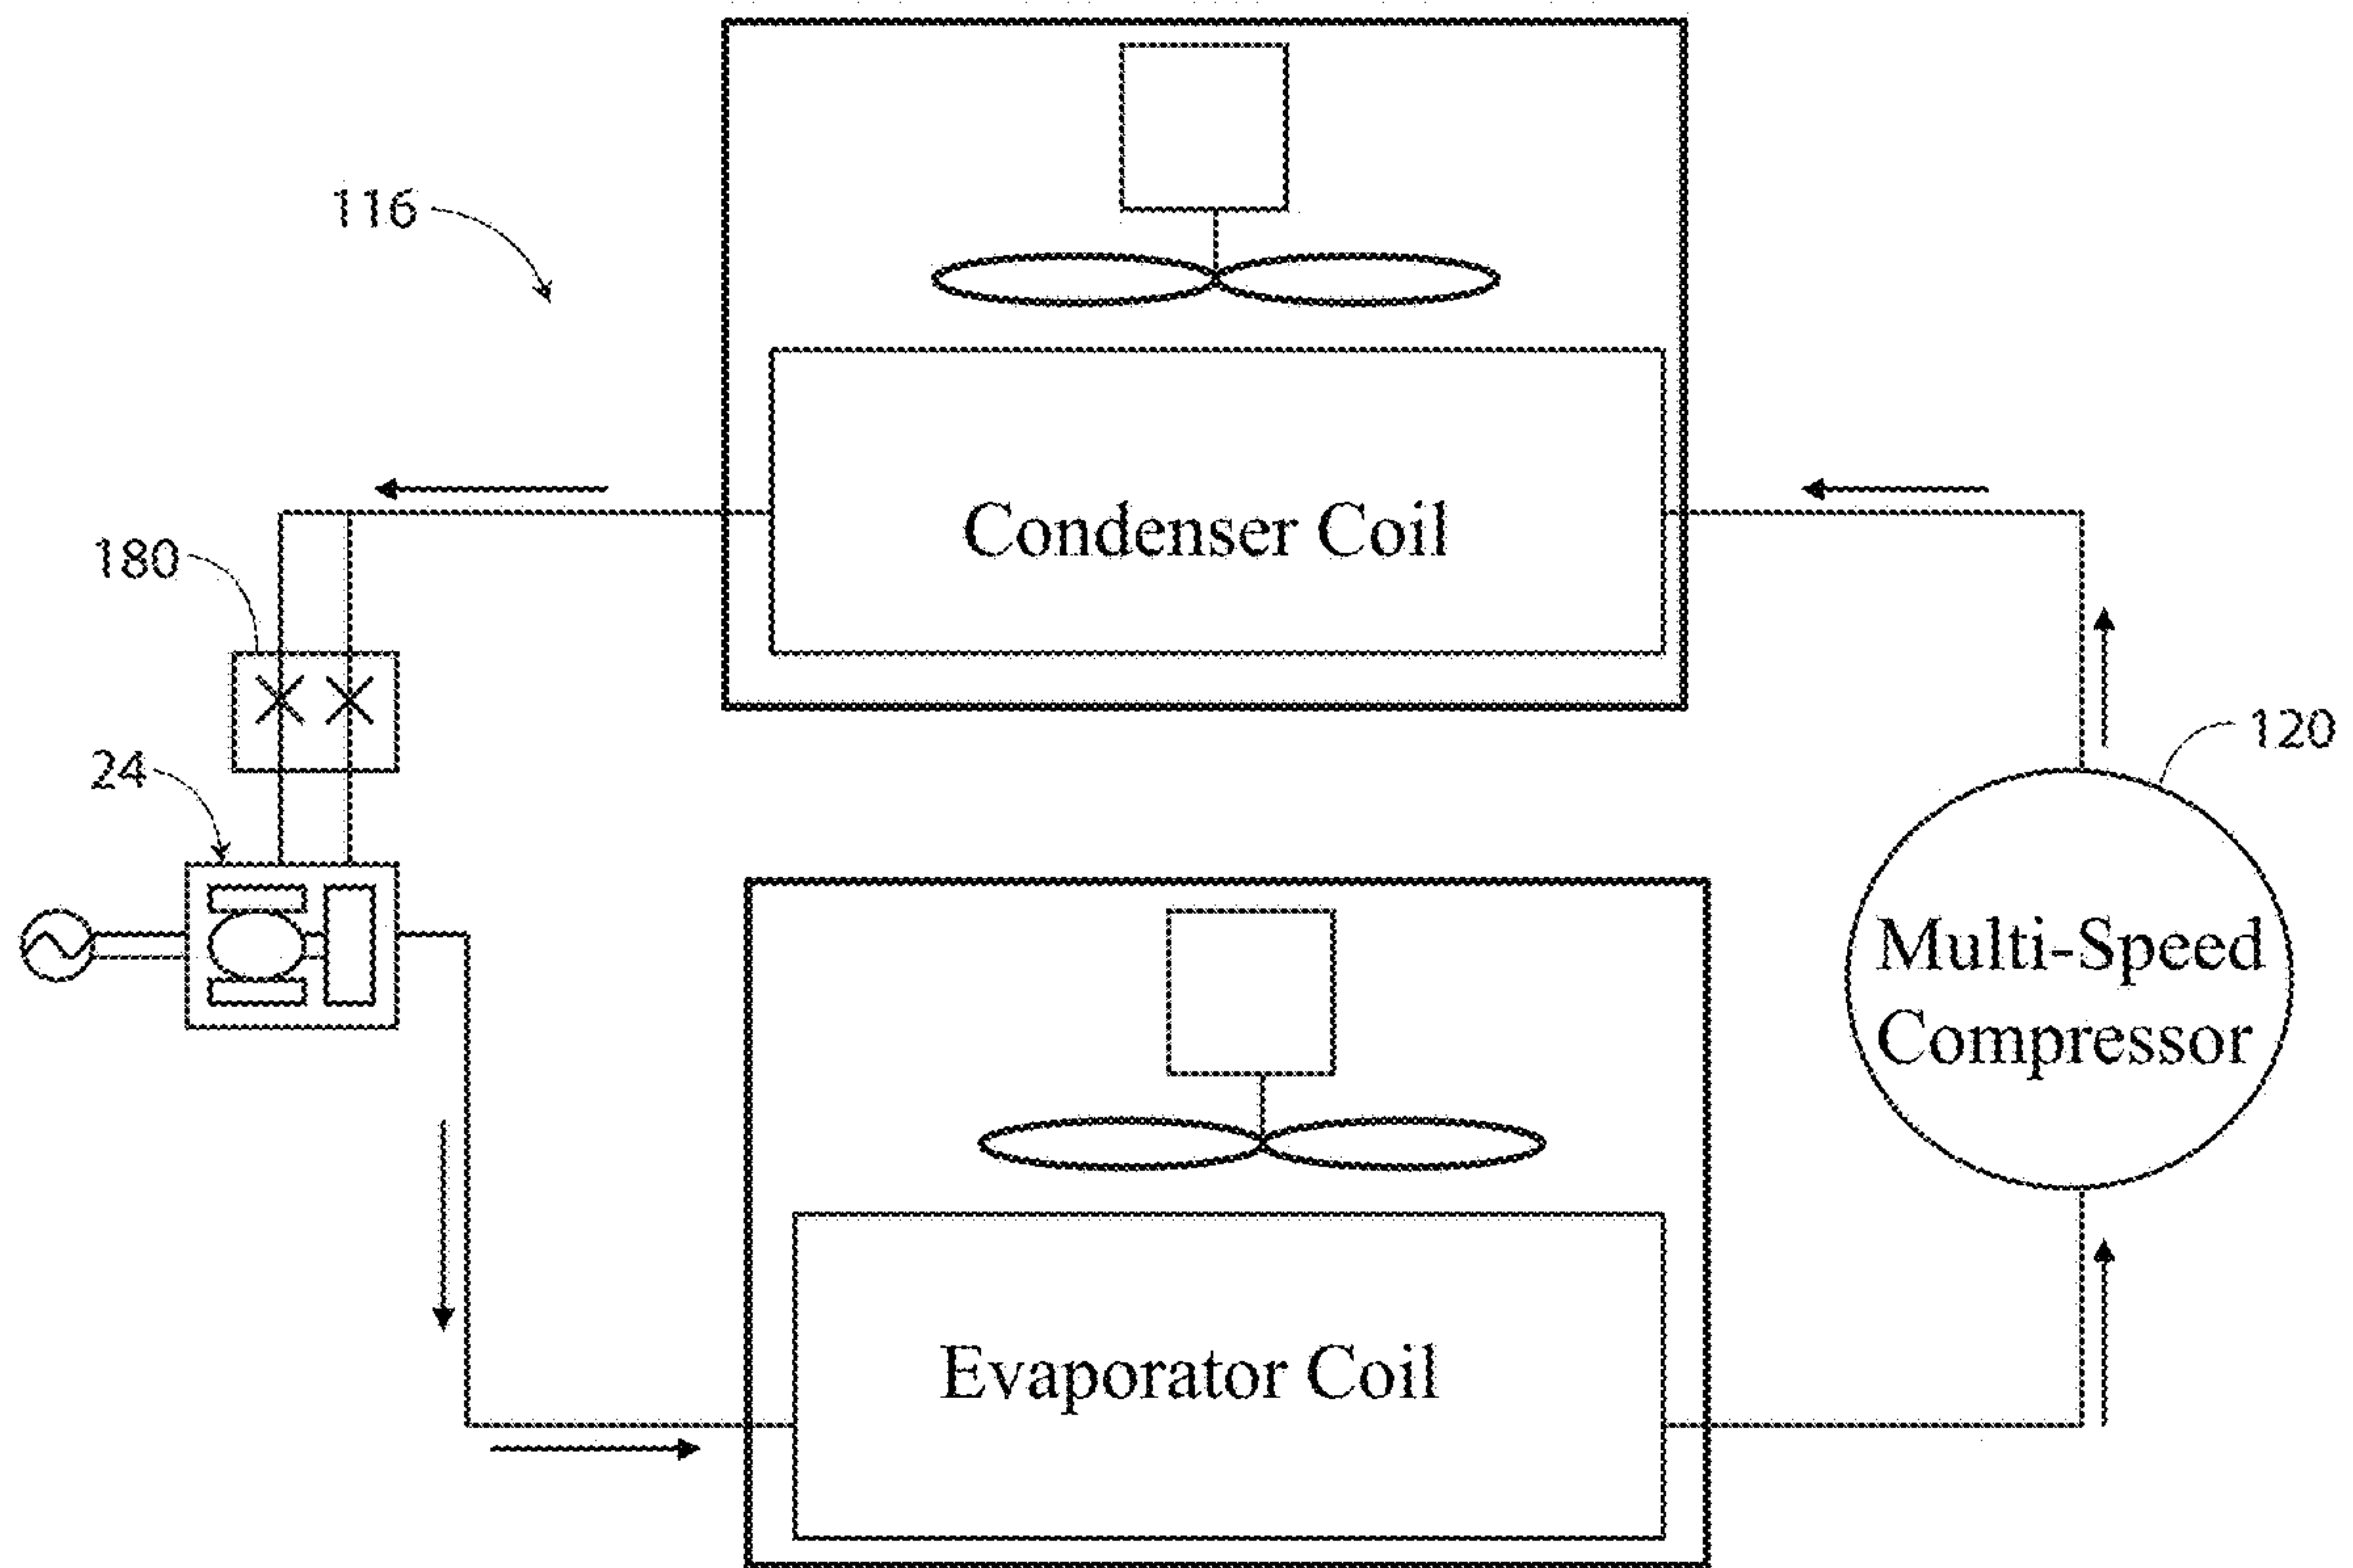 116
Condenser Coil
180
24
120
Multi-Speed
Compressor
Evaporator Coil